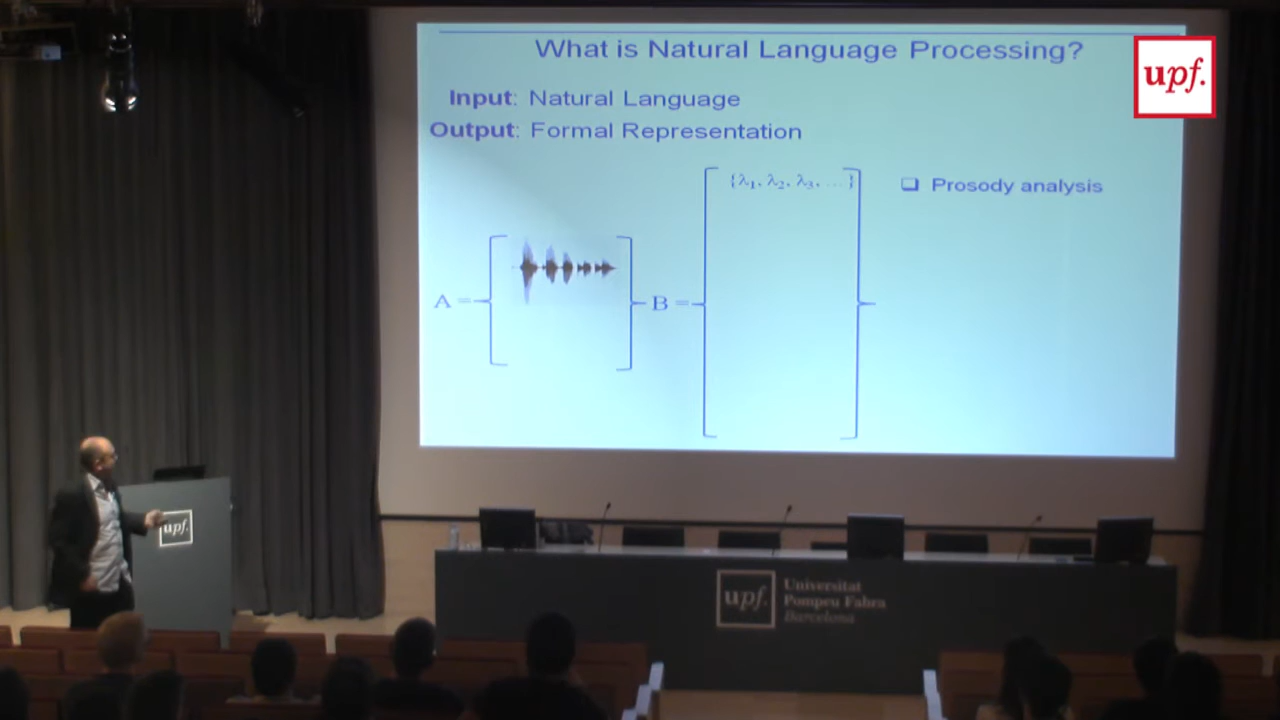 What is Natural Language Processing?
upf.
Input: Natural Language
Output: Formal Representation
{λ1, λ2, λ3, ...}
❑ Prosody analysis
A =
B =
upf.
upf.
Universitat
Pompeu Fabra
Barcelona